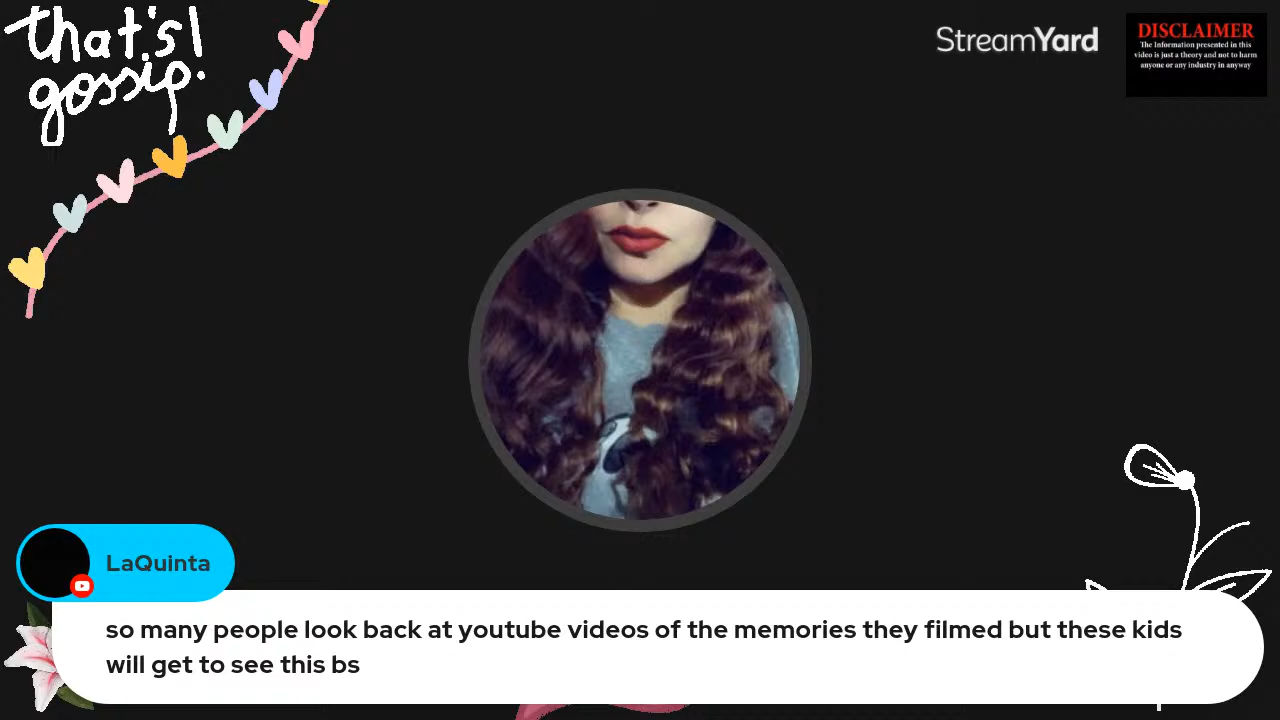 that's!
gossip.
StreamYard
DISCLAIMER
The Information presented in this
video is just a theory and not to harm
anyone or any industry in anyway
LaQuinta
so many people look back at youtube videos of the memories they filmed but these kids
will get to see this bs